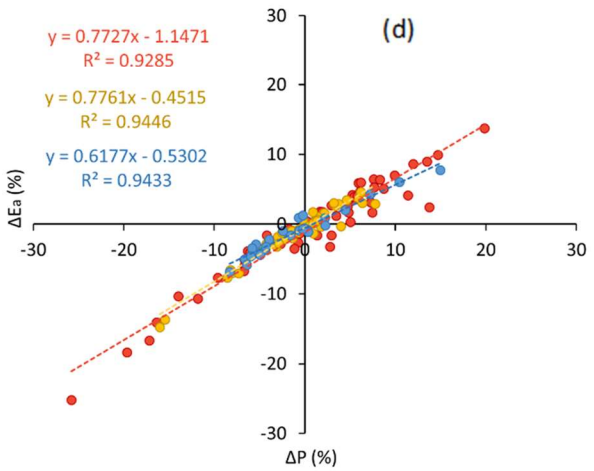 (d)
y = 0.7727x - 1.1471
R² = 0.9285
y = 0.7761x - 0.4515
R² = 0.9446
y = 0.6177x - 0.5302
R² = 0.9433
ΔEa (%)
30
20
10
0
-10
-20
-30
-30
-20
-10
0
10
20
30
ΔP (%)